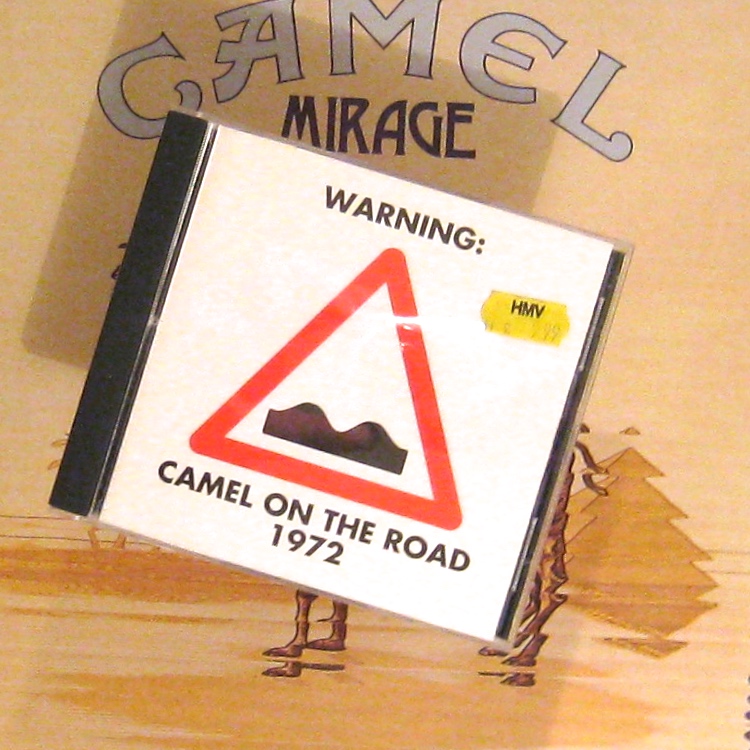 CAMEL
MIRAGE
WARNING:
HMV
CAMEL ON THE ROAD
1972